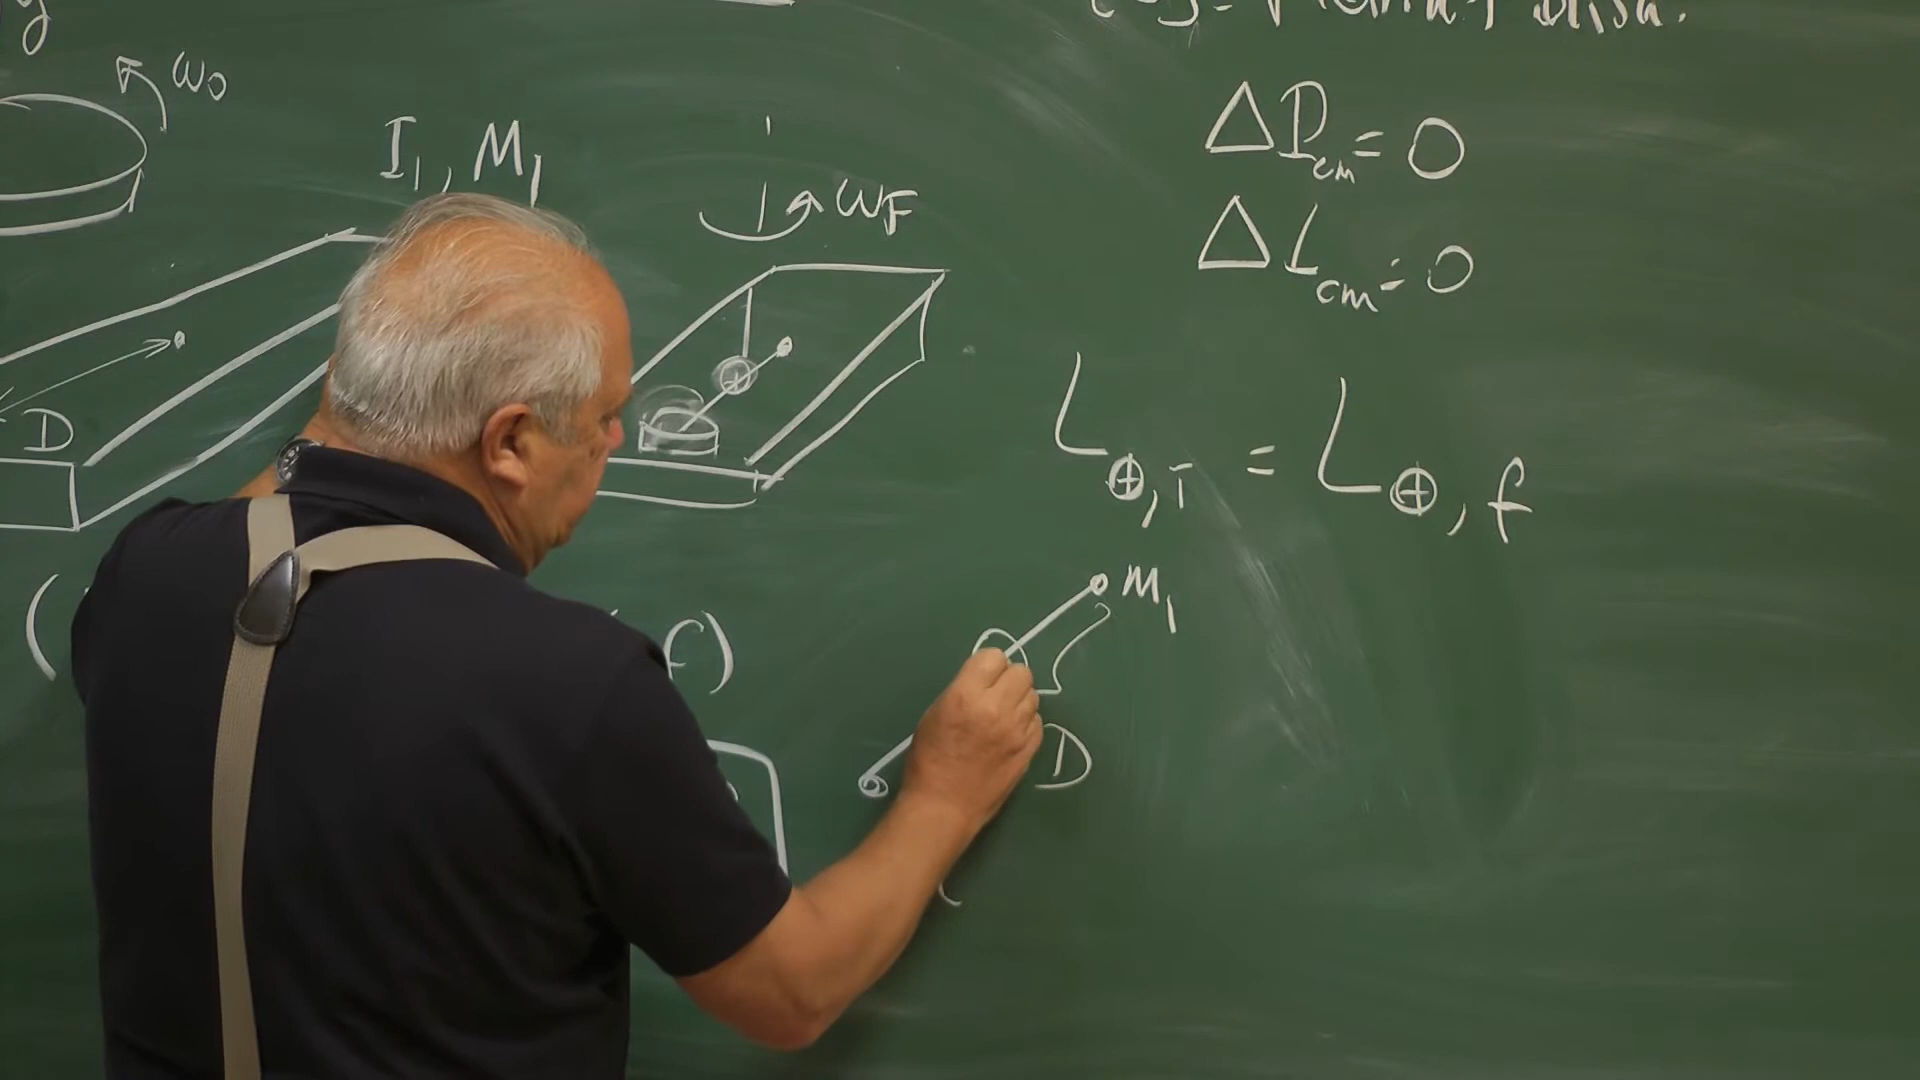 ω₀
I₁, M₁
ω_F
D
f)
ΔP_cm = 0
ΔL_cm = 0
L_⊕,I = L_⊕,f
M₁
D